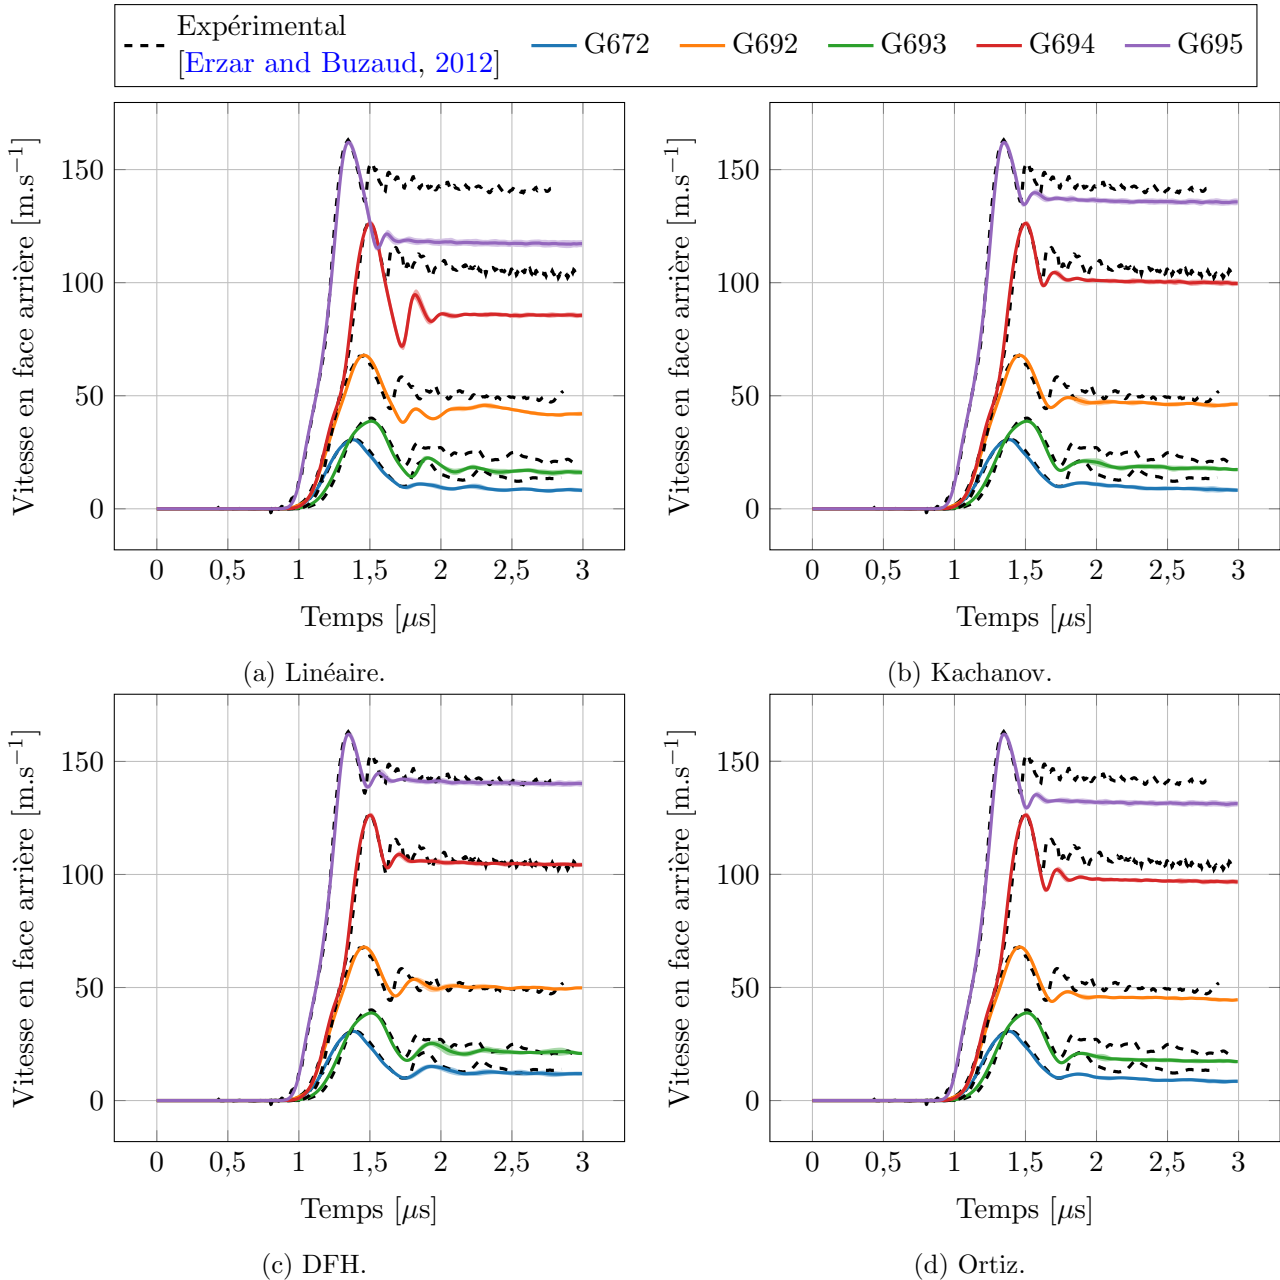 Expérimental
[Erzar and Buzaud, 2012]
G672
G692
G693
G694
G695
Vitesse en face arrière [m.s⁻¹]
150
100
50
0
0 0,5 1 1,5 2 2,5 3
Temps [μs]
(a) Linéaire.
Vitesse en face arrière [m.s⁻¹]
150
100
50
0
0 0,5 1 1,5 2 2,5 3
Temps [μs]
(b) Kachanov.
Vitesse en face arrière [m.s⁻¹]
150
100
50
0
0 0,5 1 1,5 2 2,5 3
Temps [μs]
(c) DFH.
Vitesse en face arrière [m.s⁻¹]
150
100
50
0
0 0,5 1 1,5 2 2,5 3
Temps [μs]
(d) Ortiz.